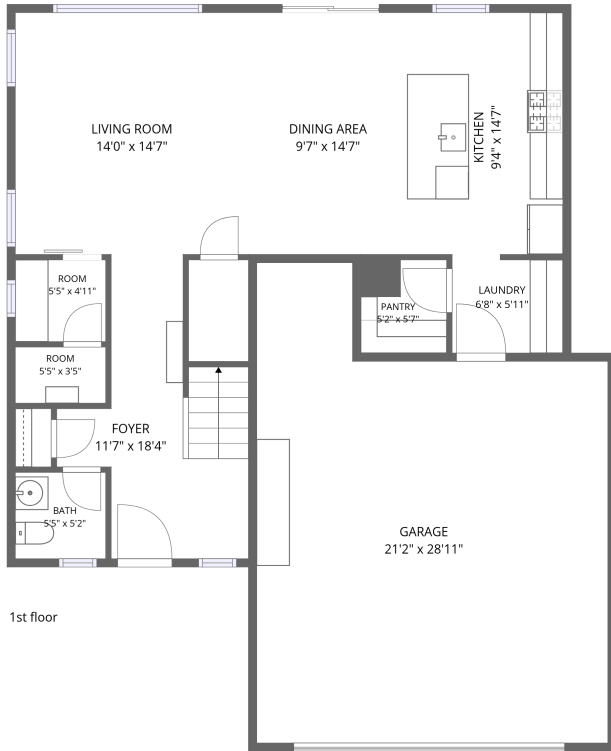 LIVING ROOM
14'0" x 14'7"
DINING AREA
9'7" x 14'7"
KITCHEN
9'4" x 14'7"
ROOM
5'5" x 4'11"
PANTRY
5'2" x 5'7"
LAUNDRY
6'8" x 5'11"
ROOM
5'5" x 3'5"
FOYER
11'7" x 18'4"
BATH
5'5" x 5'2"
GARAGE
21'2" x 28'11"
1st floor